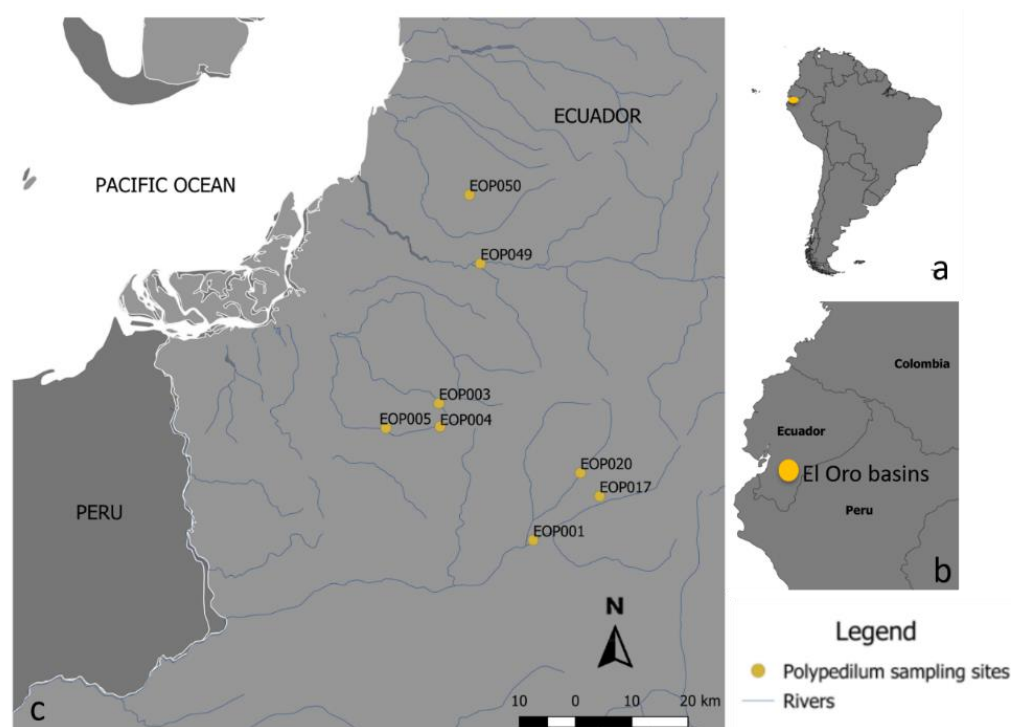 ECUADOR
PACIFIC OCEAN
EOP050
EOP049
EOP003
EOP005
EOP004
EOP020
EOP017
PERU
EOP001
N
10 0 10 20 km
c
a
Colombia
Ecuador
El Oro basins
Peru
b
Legend
Polypedilum sampling sites
Rivers